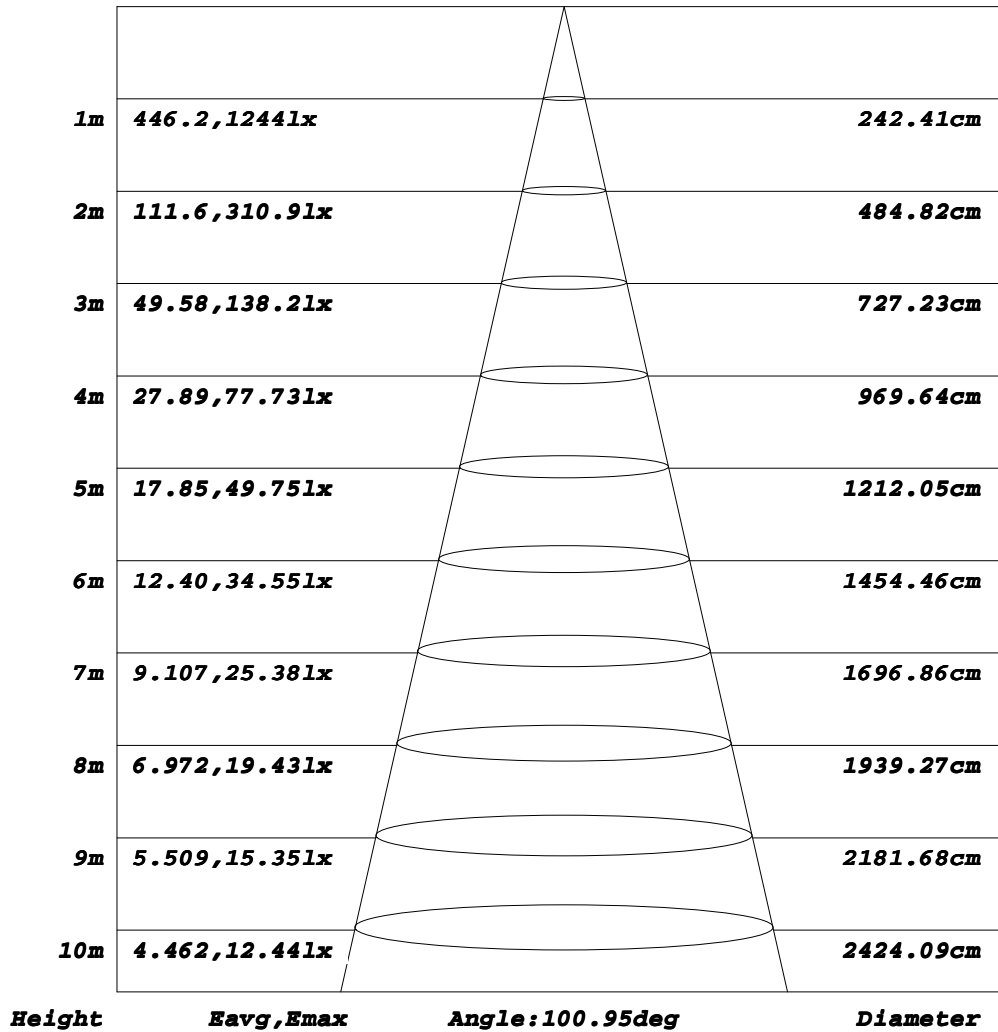 1m 446.2,1244lx 242.41cm
2m 111.6,310.9lx 484.82cm
3m 49.58,138.2lx 727.23cm
4m 27.89,77.73lx 969.64cm
5m 17.85,49.75lx 1212.05cm
6m 12.40,34.55lx 1454.46cm
7m 9.107,25.38lx 1696.86cm
8m 6.972,19.43lx 1939.27cm
9m 5.509,15.35lx 2181.68cm
10m 4.462,12.44lx 2424.09cm
Height Eavg,Emax Angle:100.95deg Diameter